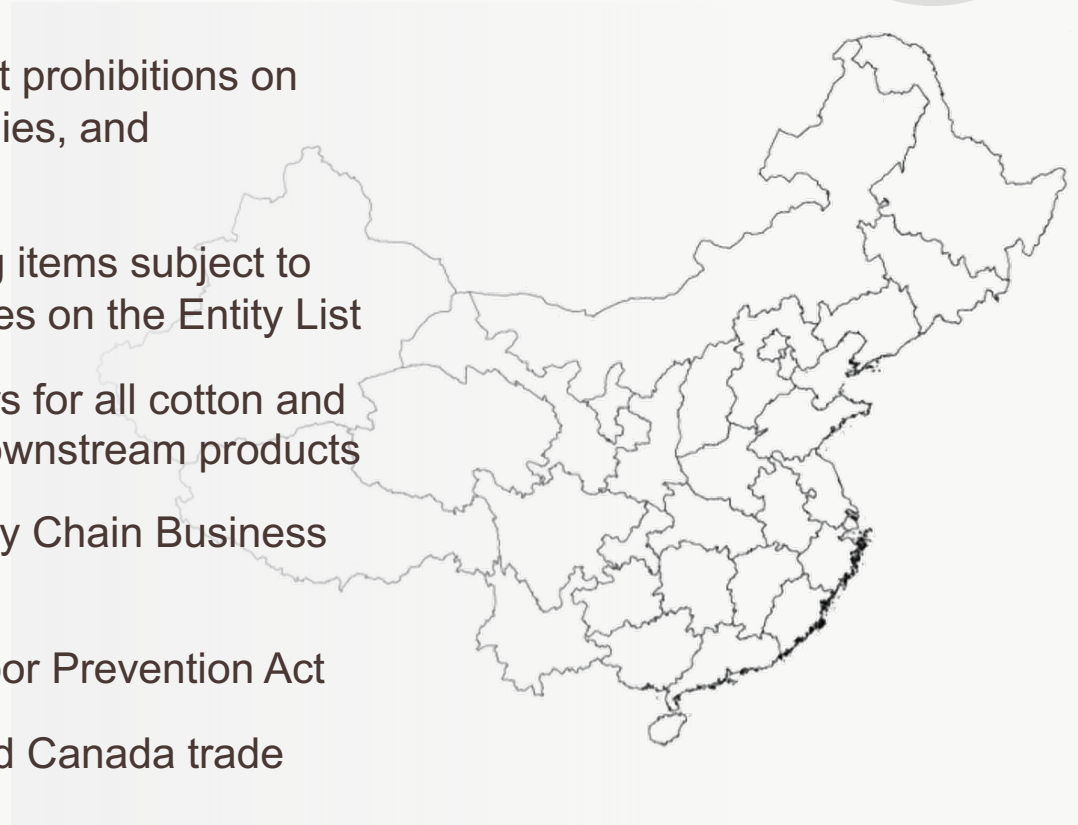 t prohibitions on
ies, and
g items subject to
es on the Entity List
s for all cotton and
ownstream products
y Chain Business
or Prevention Act
d Canada trade